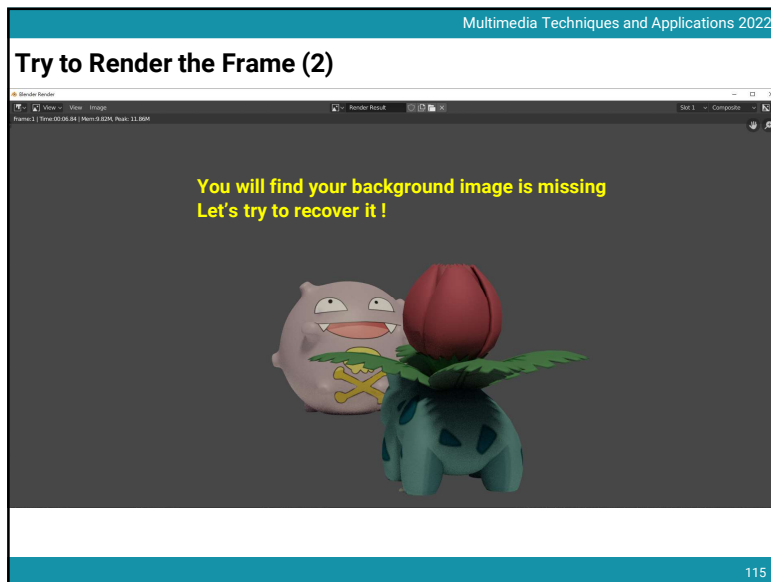 Multimedia Techniques and Applications 2022
Try to Render the Frame (2)
Blender Render
View View Image Render Result Slot 1 Composite
Frame:1 | Time:00:06.84 | Mem:9.82M, Peak: 11.86M
You will find your background image is missing
Let's try to recover it !
115